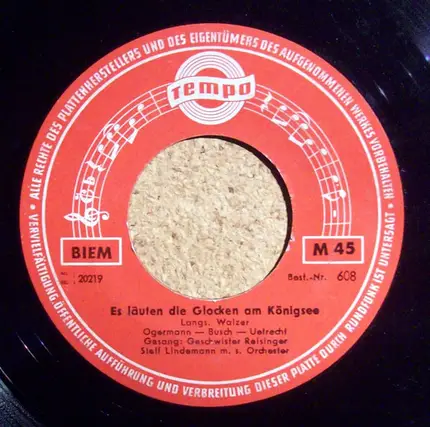 ALLE RECHTE DES PLATTENHERSTELLERS UND DES EIGENTÜMERS DES AUFGENOMMENEN WERKES VORBEHALTEN
Tempo
BIEM
M 45
20219
Best.-Nr. 608
Es läuten die Glocken am Königsee
Langs. Walzer
Ogermann — Busch — Uefrecht
Gesang: Geschwister Reisinger
Steff Lindemann m. s. Orchester
• VERVIELFÄLTIGUNG ÖFFENTLICHE AUFFÜHRUNG UND VERBREITUNG DIESER PLATTE DURCH RUNDFUNK IST UNTERSAGT •